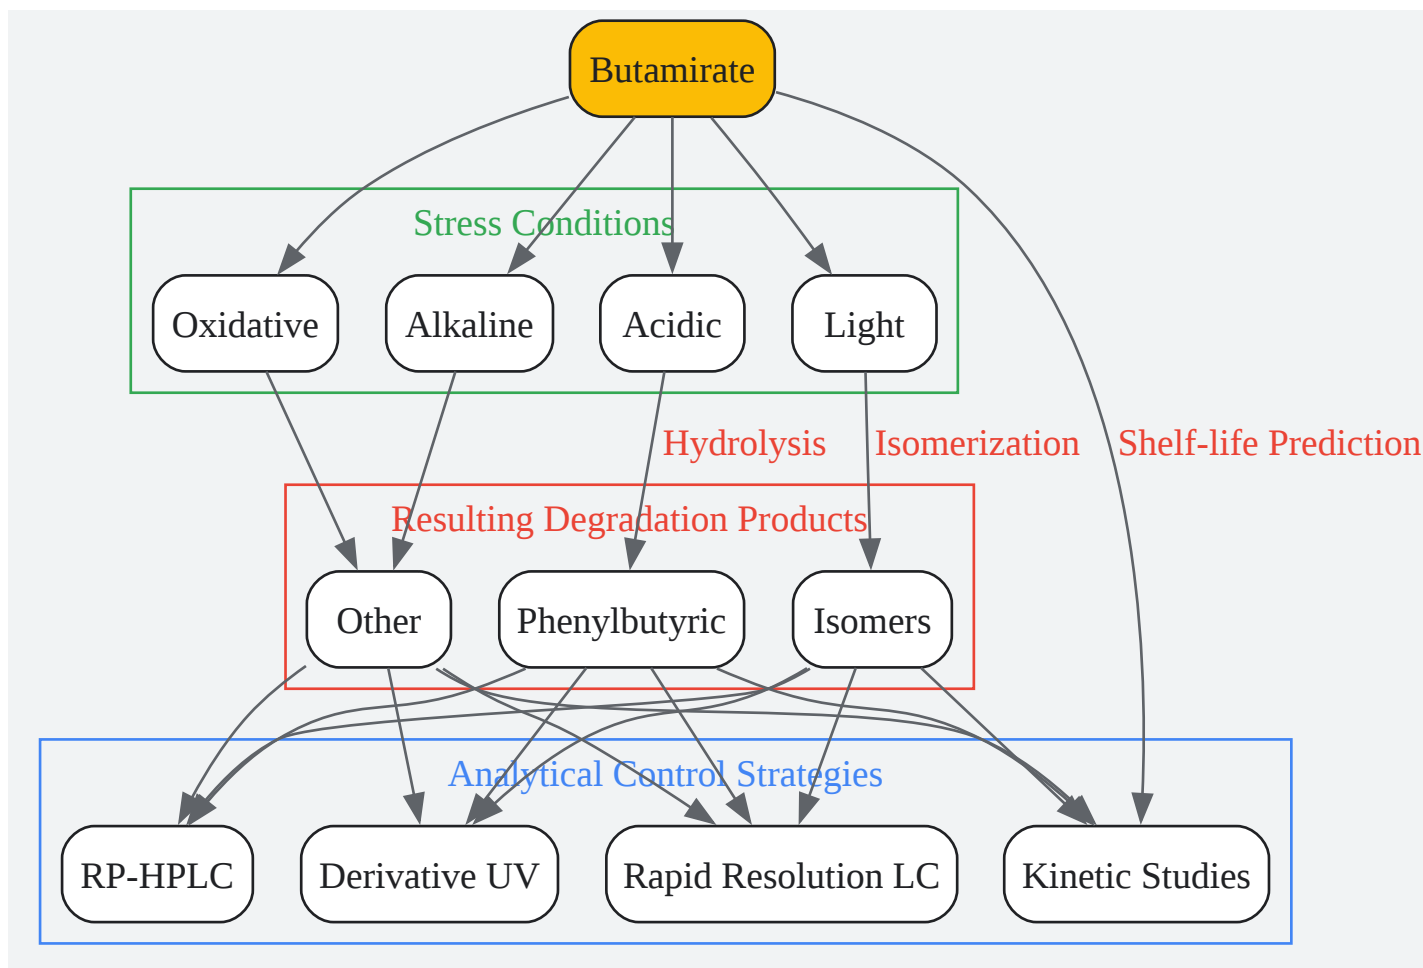 Butamirate
Stress Conditions
Oxidative
Alkaline
Acidic
Light
Hydrolysis
Isomerization
Shelf-life Prediction
Resulting Degradation Products
Other
Phenylbutyric
Isomers
Analytical Control Strategies
RP-HPLC
Derivative UV
Rapid Resolution LC
Kinetic Studies